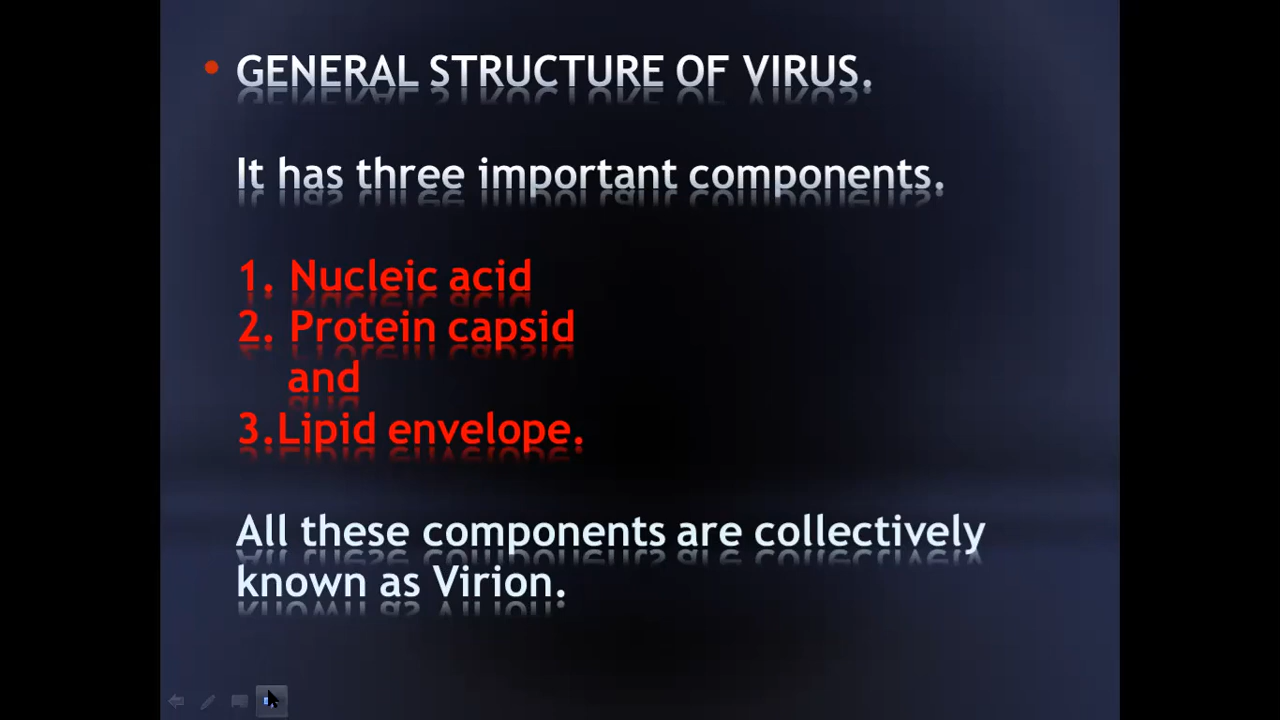 • GENERAL STRUCTURE OF VIRUS.
It has three important components.
1. Nucleic acid
2. Protein capsid
and
3.Lipid envelope.
All these components are collectively
known as Virion.